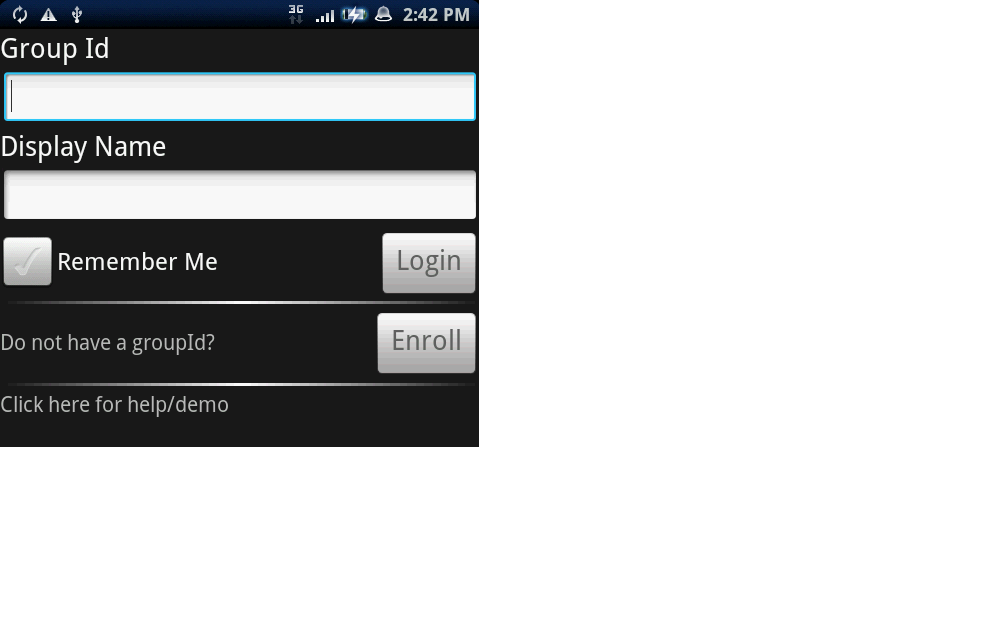 3G 2:42 PM
Group Id
Display Name
Remember Me Login
Do not have a groupId? Enroll
Click here for help/demo